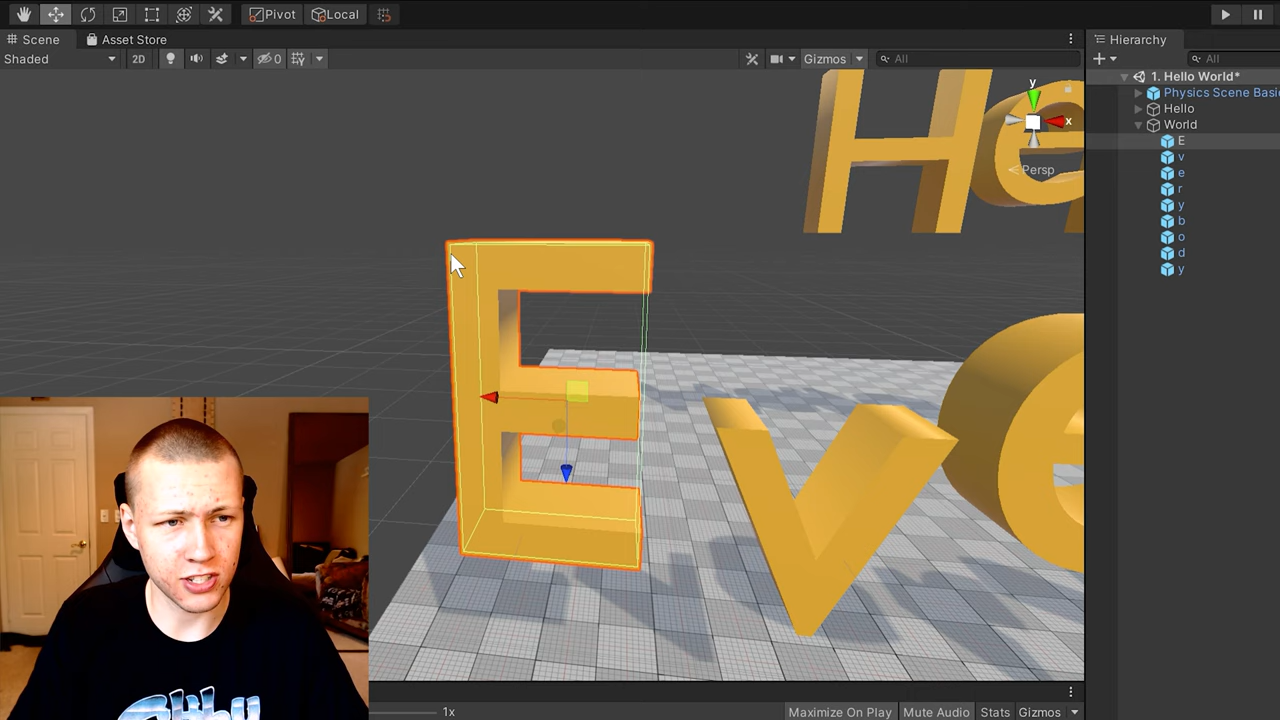 Pivot Local
Scene Asset Store Hierarchy
Shaded 2D 0 Gizmos All All
1. Hello World*
Physics Scene Basi
Hello
World
E
v
e
r
y
b
o
d
y
y
x
Persp
He
Eve
1x Maximize On Play Mute Audio Stats Gizmos